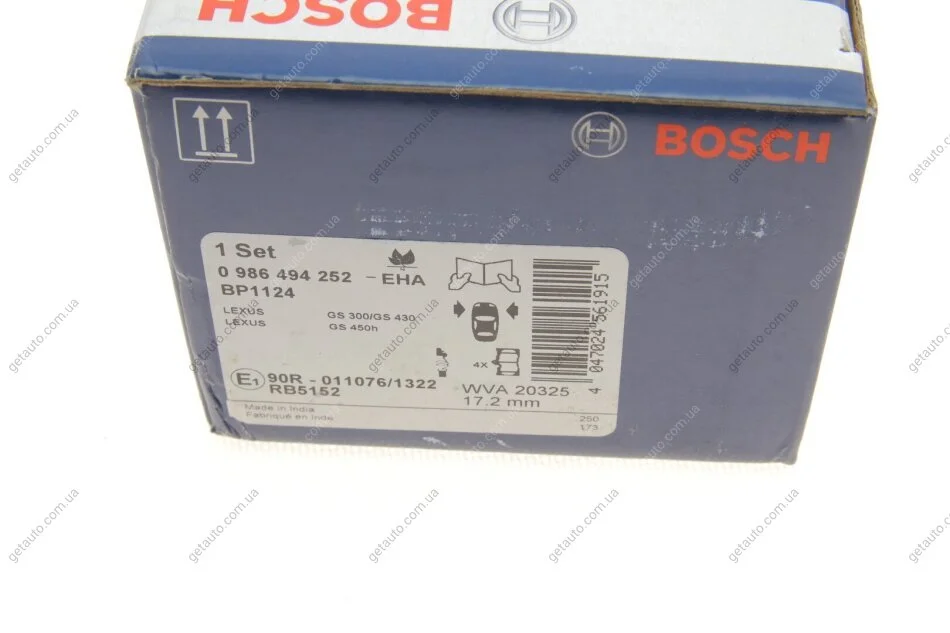 BOSCH
BOSCH
1 Set
0 986 494 252 - EHA
BP1124
LEXUS GS 300/GS 430
LEXUS GS 450h
4X
E1 90R - 011076/1322
RB5152
WVA 20325
17.2 mm
4 047024 561915
Made in India 250
Fabriqué en Inde 173
getauto.com.ua